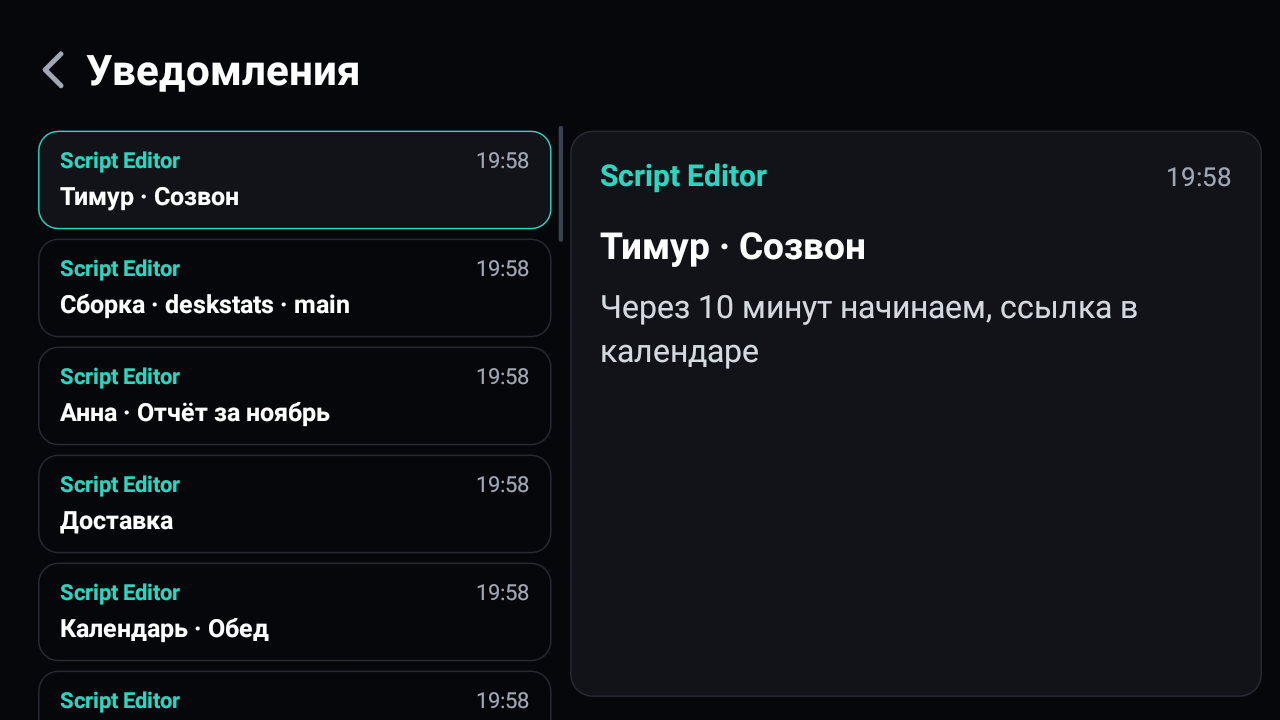 Уведомления
Script Editor 19:58
Тимур · Созвон
Script Editor 19:58
Сборка · deskstats · main
Script Editor 19:58
Анна · Отчёт за ноябрь
Script Editor 19:58
Доставка
Script Editor 19:58
Календарь · Обед
Script Editor 19:58
Script Editor 19:58
Тимур · Созвон
Через 10 минут начинаем, ссылка в
календаре